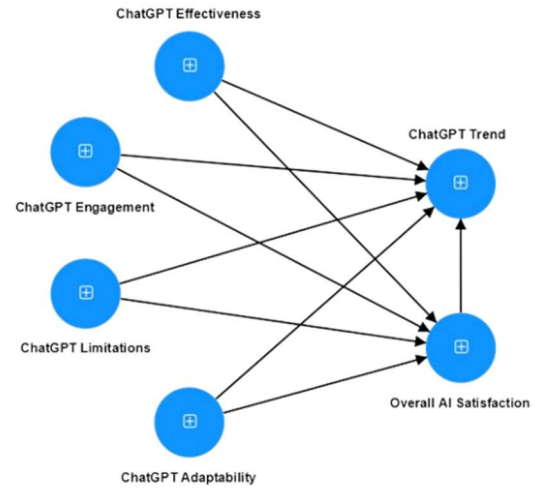 ChatGPT Effectiveness
ChatGPT Trend
ChatGPT Engagement
ChatGPT Limitations
Overall AI Satisfaction
ChatGPT Adaptability